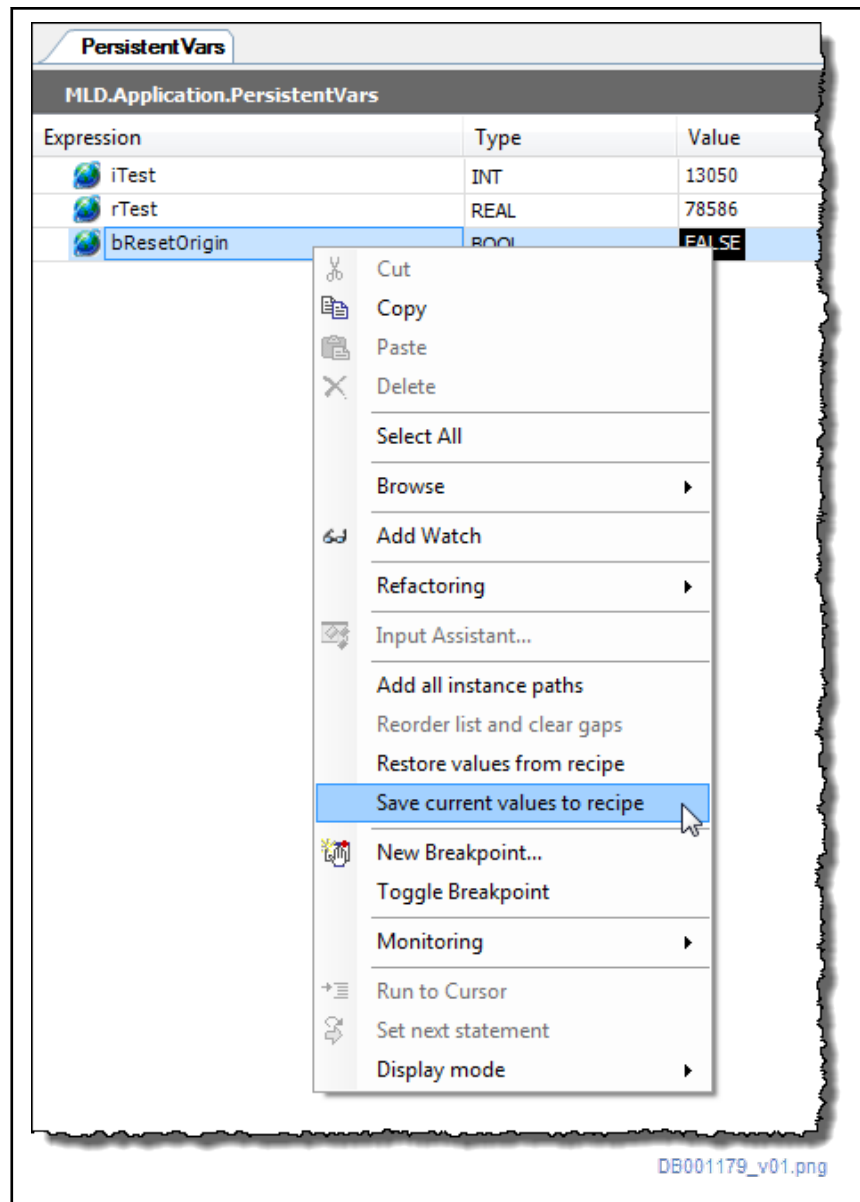 PersistentVars
MLD.Application.PersistentVars
Expression Type Value
iTest INT 13050
rTest REAL 78586
bResetOrigin BOOL FALSE
Cut
Copy
Paste
Delete
Select All
Browse
Add Watch
Refactoring
Input Assistant...
Add all instance paths
Reorder list and clear gaps
Restore values from recipe
Save current values to recipe
New Breakpoint...
Toggle Breakpoint
Monitoring
Run to Cursor
Set next statement
Display mode
DB001179_v01.png